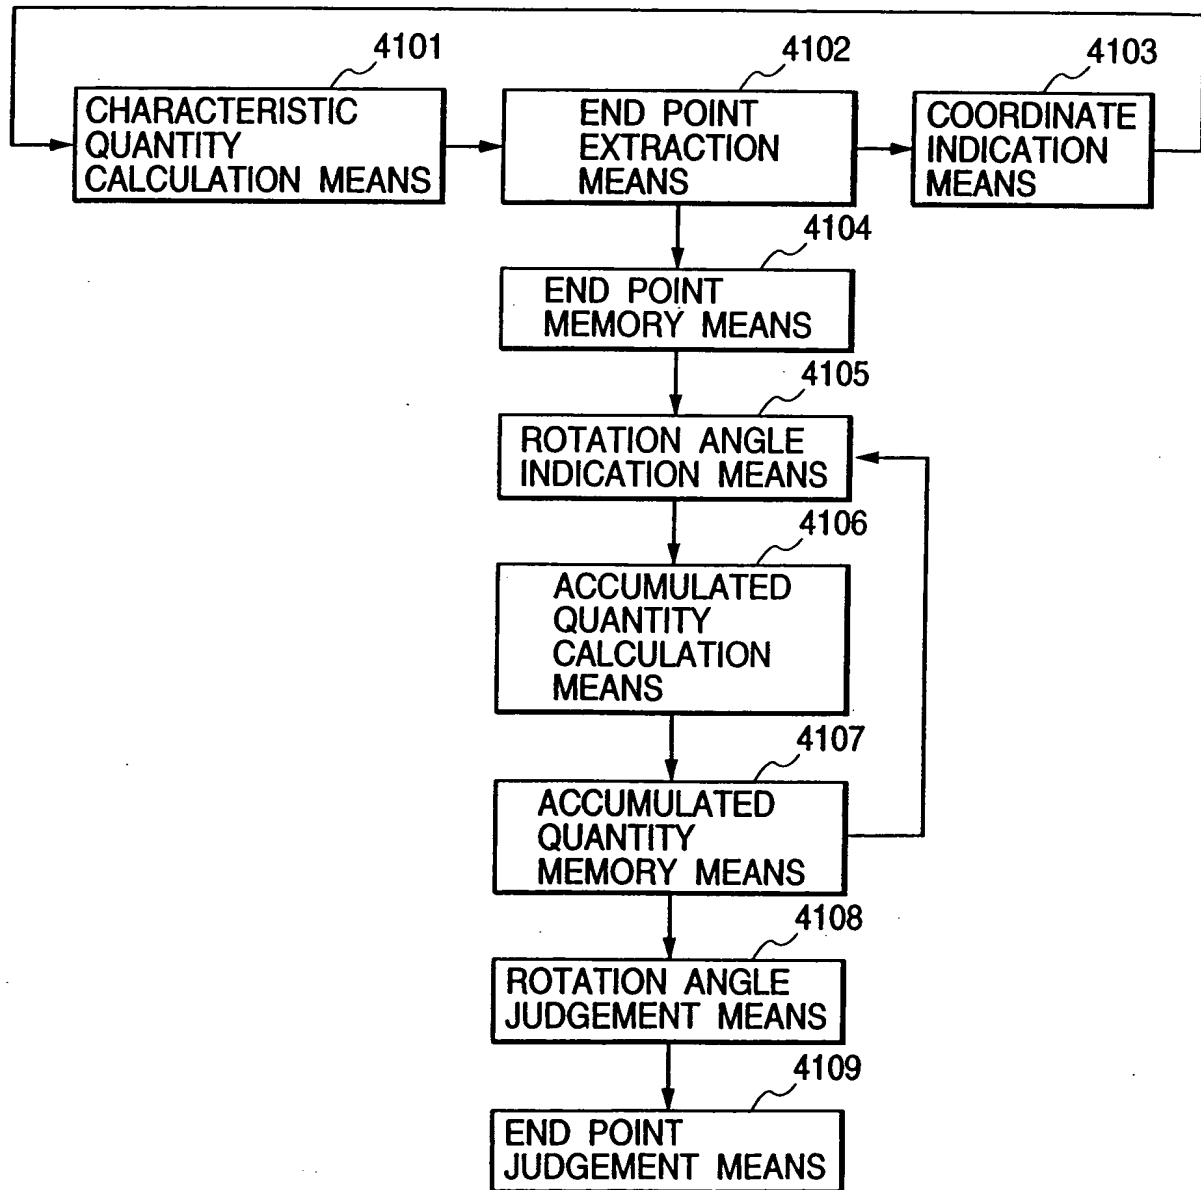 4101
CHARACTERISTIC
QUANTITY
CALCULATION MEANS
4102
END POINT
EXTRACTION
MEANS
4103
COORDINATE
INDICATION
MEANS
4104
END POINT
MEMORY MEANS
4105
ROTATION ANGLE
INDICATION MEANS
4106
ACCUMULATED
QUANTITY
CALCULATION
MEANS
4107
ACCUMULATED
QUANTITY
MEMORY MEANS
4108
ROTATION ANGLE
JUDGEMENT MEANS
4109
END POINT
JUDGEMENT MEANS